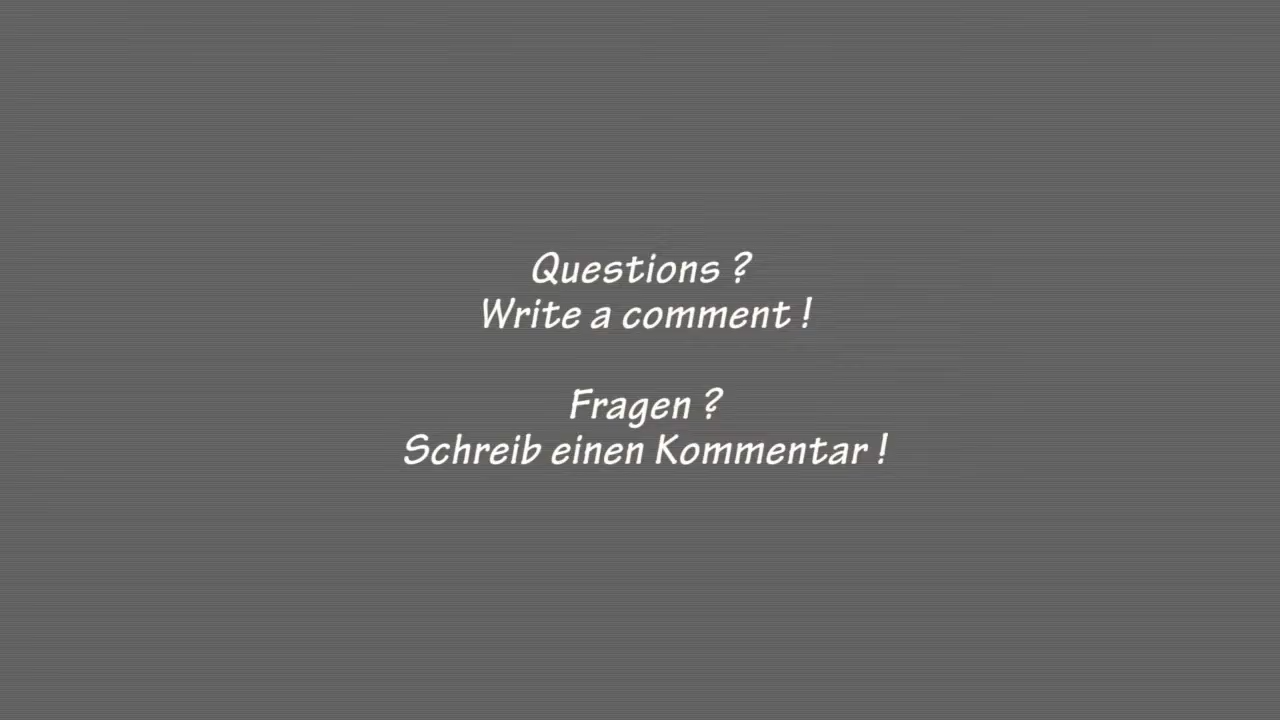 Questions ?
Write a comment !
Fragen ?
Schreib einen Kommentar !